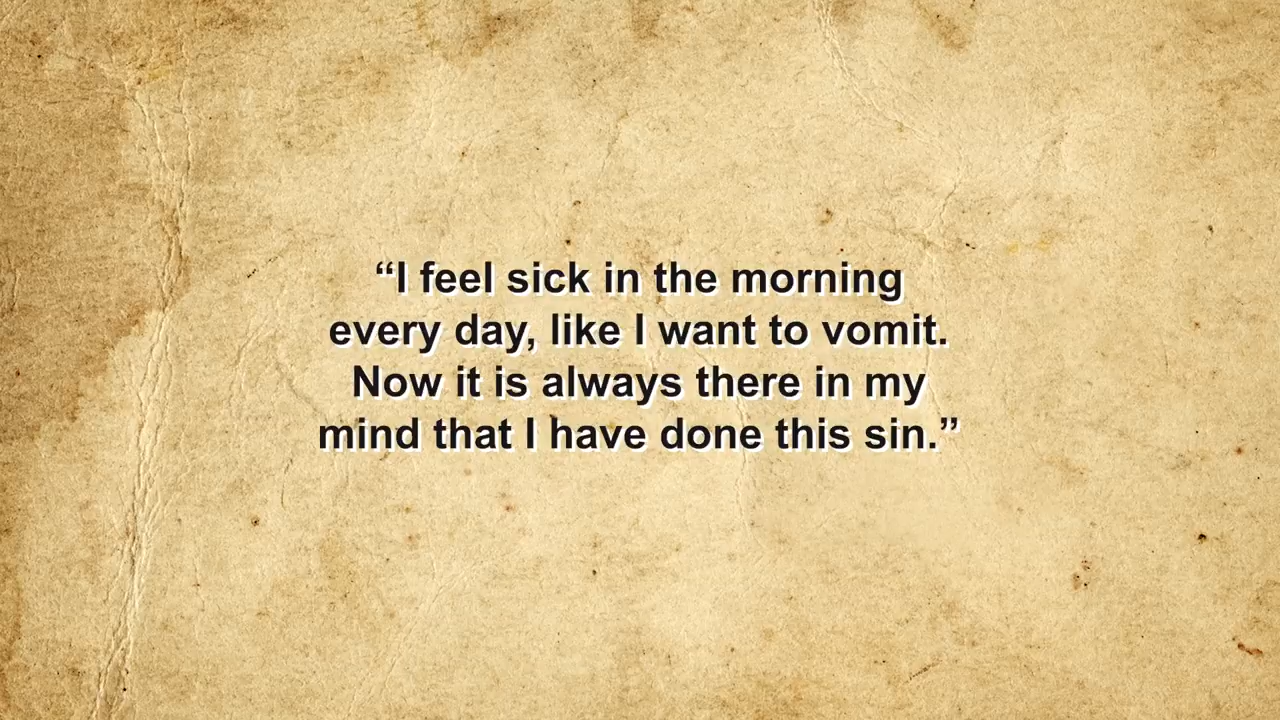 “I feel sick in the morning
every day, like I want to vomit.
Now it is always there in my
mind that I have done this sin.”